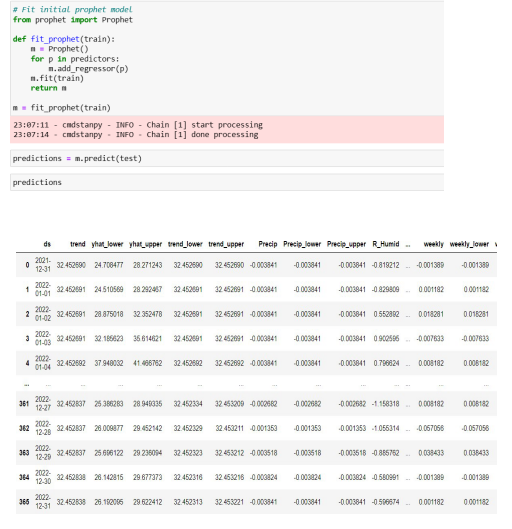 # Fit initial prophet model
from prophet import Prophet
def fit_prophet(train):
m = Prophet()
for p in predictors:
m.add_regressor(p)
m.fit(train)
return m
m = fit_prophet(train)
23:07:11 - cmdstanpy - INFO - Chain [1] start processing
23:07:14 - cmdstanpy - INFO - Chain [1] done processing
predictions = m.predict(test)
predictions
ds trend yhat_lower yhat_upper trend_lower trend_upper Precip Precip_lower Precip_upper R_Humid ... weekly weekly_lower
0 2021-12-31 32.452690 24.708477 28.271243 32.452690 32.452690 -0.003841 -0.003841 -0.003841 -0.819212 ... -0.001389 -0.001389
1 2022-01-01 32.452691 24.510569 28.292467 32.452691 32.452691 -0.003841 -0.003841 -0.003841 -0.829809 ... 0.001182 0.001182
2 2022-01-02 32.452691 28.875018 32.352478 32.452691 32.452691 -0.003841 -0.003841 -0.003841 0.552892 ... 0.018281 0.018281
3 2022-01-03 32.452691 32.185623 35.614621 32.452691 32.452691 -0.003841 -0.003841 -0.003841 0.902595 ... -0.007633 -0.007633
4 2022-01-04 32.452692 37.948032 41.466762 32.452692 32.452692 -0.003841 -0.003841 -0.003841 0.796624 ... 0.008182 0.008182
... ... ... ... ... ... ... ... ... ... ... ... ... ...
361 2022-12-27 32.452837 25.386283 28.949335 32.452334 32.453209 -0.002682 -0.002682 -0.002682 -1.158318 ... 0.008182 0.008182
362 2022-12-28 32.452837 26.009877 29.452142 32.452329 32.453211 -0.001353 -0.001353 -0.001353 -1.055314 ... -0.057056 -0.057056
363 2022-12-29 32.452837 25.696122 29.236094 32.452323 32.453212 -0.003518 -0.003518 -0.003518 -0.885762 ... 0.038433 0.038433
364 2022-12-30 32.452838 26.142815 29.677373 32.452316 32.453216 -0.003824 -0.003824 -0.003824 -0.580991 ... -0.001389 -0.001389
365 2022-12-31 32.452838 26.192095 29.622412 32.452313 32.453221 -0.003841 -0.003841 -0.003841 -0.596674 ... 0.001182 0.001182